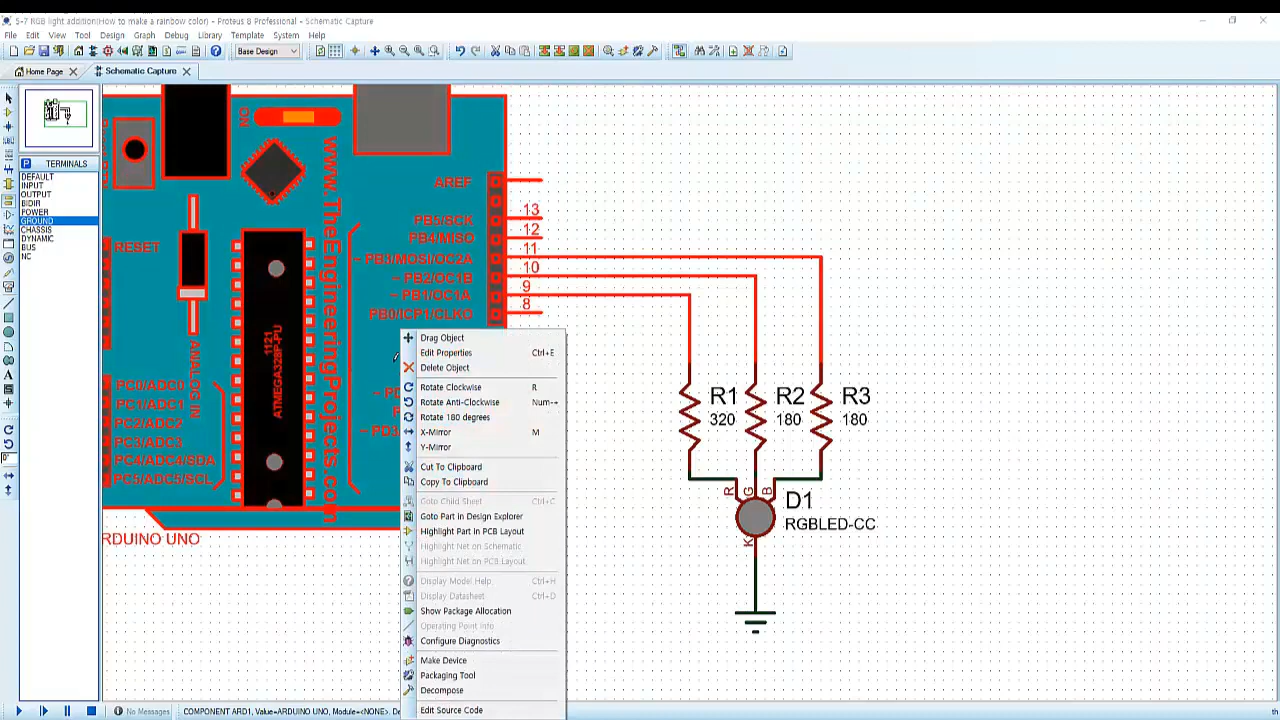 5-7 RGB light addition(How to make a rainbow color) - Proteus 8 Professional - Schematic Capture
File Edit View Tool Design Graph Debug Library Template System Help
Base Design
Home Page Schematic Capture
P TERMINALS
DEFAULT
INPUT
OUTPUT
BIDIR
POWER
GROUND
CHASSIS
DYNAMIC
BUS
NC
ON
www.TheEngineeringProjects.com
AREF
PB5/SCK 13
PB4/MISO 12
~ PB3/MOSI/OC2A 11
~ PB2/OC1B 10
~ PB1/OC1A 9
PB0/ICP1/CLKO 8
RESET
1121
ATMEGA328P-PU
ANALOG IN
PC0/ADC0
PC1/ADC1
PC2/ADC2
PC3/ADC3
PC4/ADC4/SDA
PC5/ADC5/SCL
RDUINO UNO
Drag Object
Edit Properties Ctrl+E
Delete Object
Rotate Clockwise R
Rotate Anti-Clockwise Num--
Rotate 180 degrees
X-Mirror M
Y-Mirror
Cut To Clipboard
Copy To Clipboard
Goto Child Sheet Ctrl+C
Goto Part in Design Explorer
Highlight Part in PCB Layout
Highlight Net on Schematic
Highlight Net on PCB Layout
Display Model Help Ctrl+H
Display Datasheet Ctrl+D
Show Package Allocation
Operating Point Info
Configure Diagnostics
Make Device
Packaging Tool
Decompose
Edit Source Code
R1 R2 R3
320 180 180
R G B
D1
RGBLED-CC
K
No Messages COMPONENT ARD1, Value=ARDUINO UNO, Module=<NONE>, De